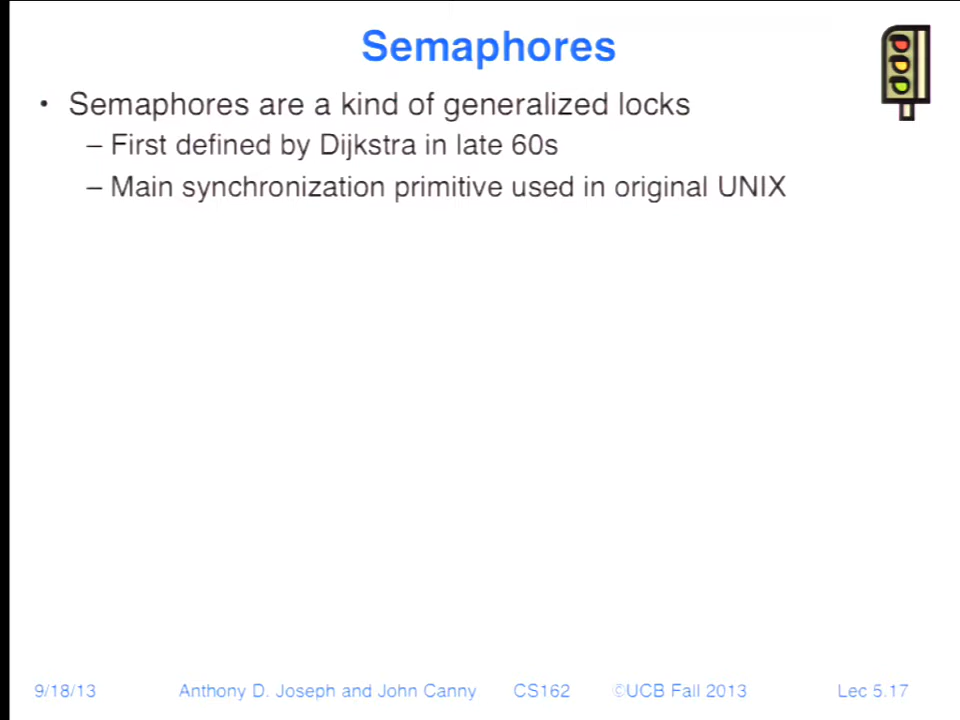 Semaphores
• Semaphores are a kind of generalized locks
– First defined by Dijkstra in late 60s
– Main synchronization primitive used in original UNIX
9/18/13 Anthony D. Joseph and John Canny CS162 ©UCB Fall 2013 Lec 5.17